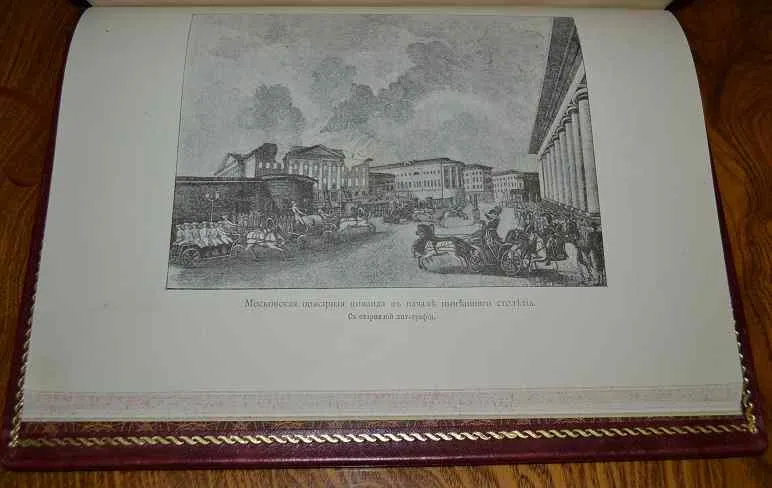 Московская пожарная команда въ началѣ нынѣшняго столѣтія.
Съ старинной литографіи.